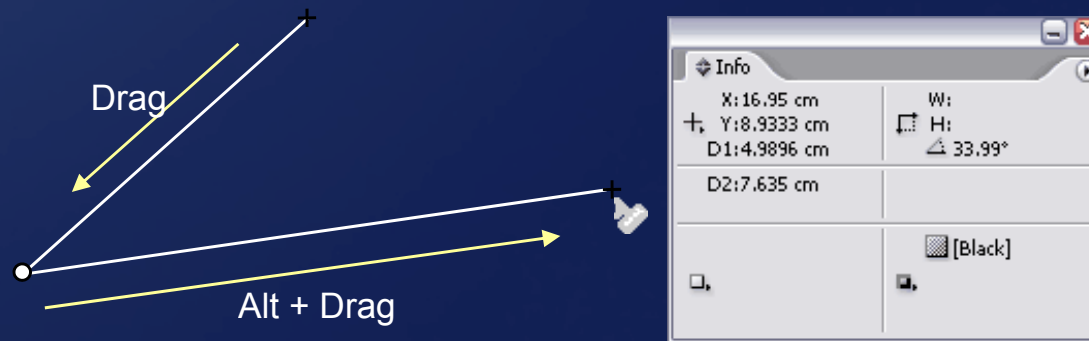 Drag
Alt + Drag
Info
X:16.95 cm
Y:8.9333 cm
D1:4.9896 cm
W:
H:
33.99°
D2:7.635 cm
[Black]